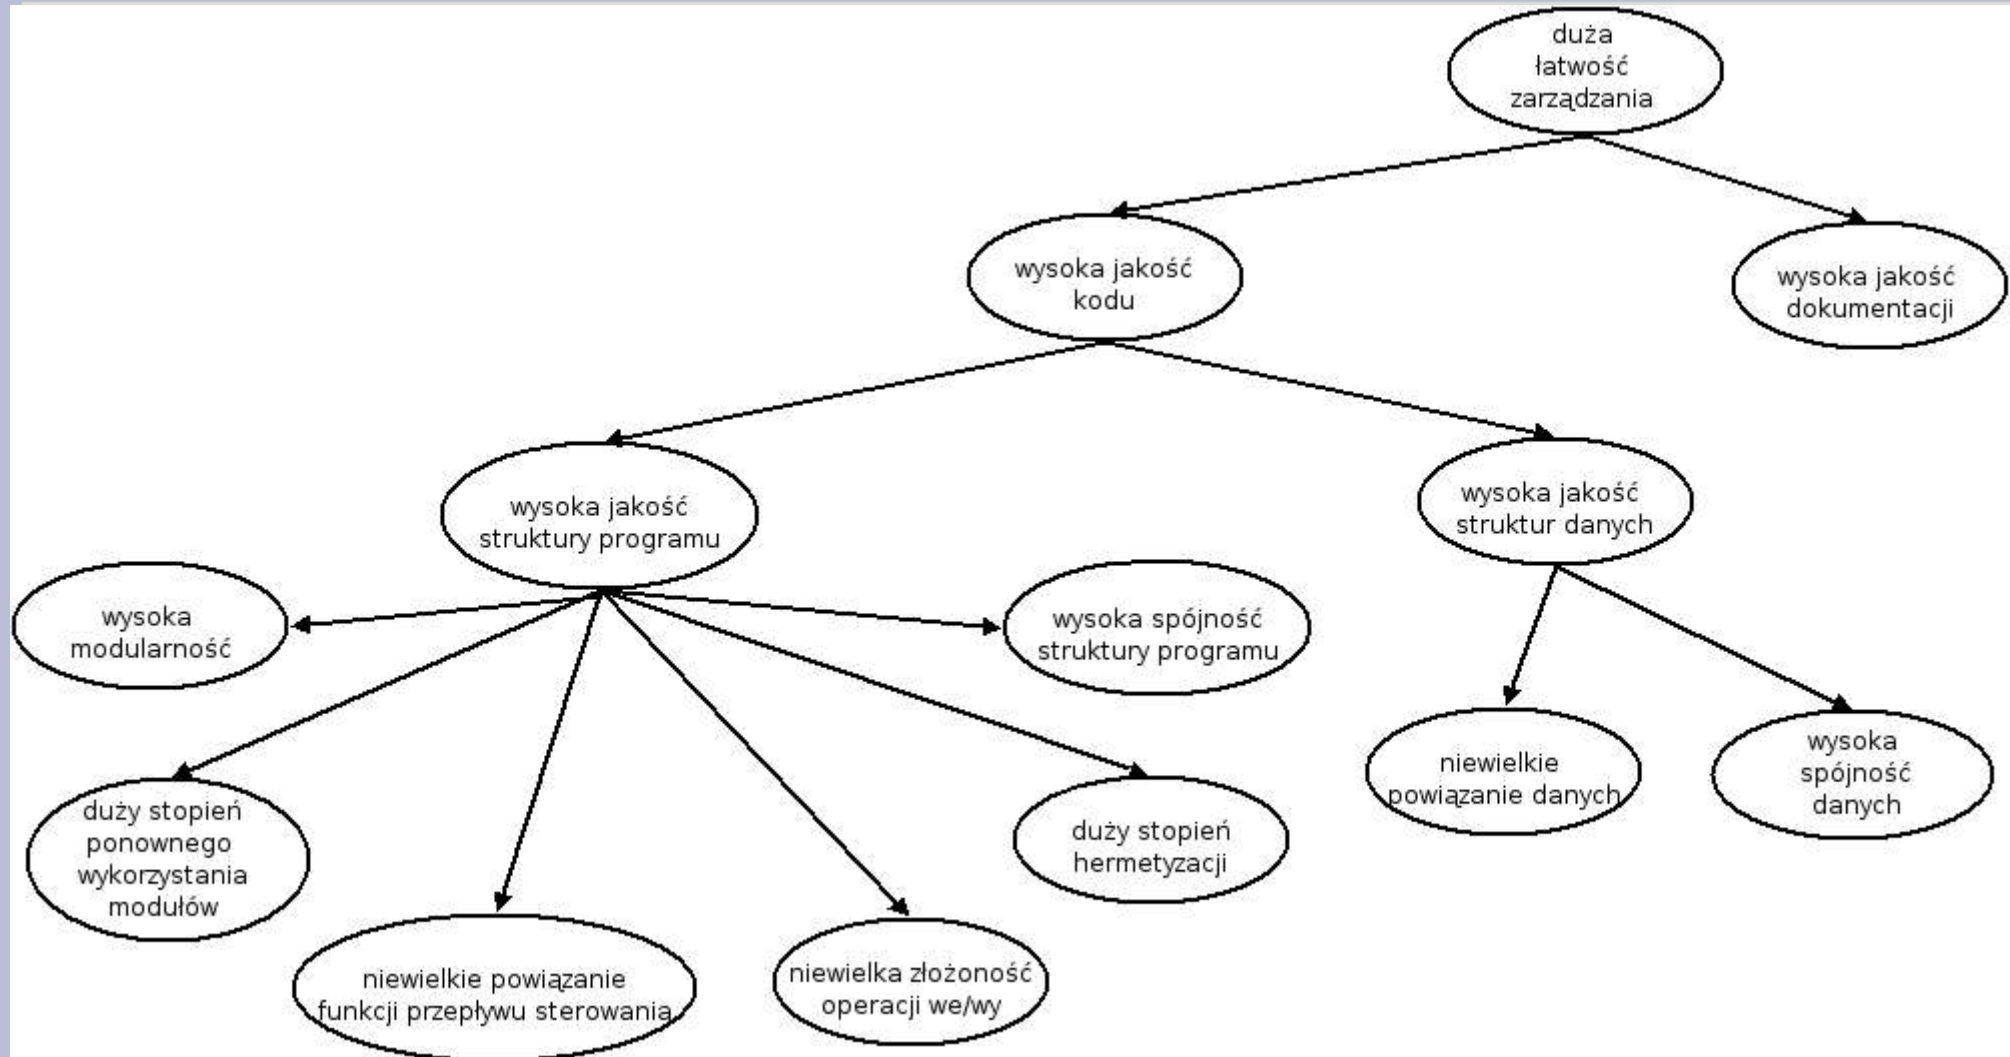 duża
łatwość
zarządzania
wysoka jakość
kodu
wysoka jakość
dokumentacji
wysoka jakość
struktury programu
wysoka jakość
struktur danych
wysoka
modularność
wysoka spójność
struktury programu
niewielkie
powiązanie danych
wysoka
spójność
danych
duży stopień
ponownego
wykorzystania
modułów
duży stopień
hermetyzacji
niewielkie powiązanie
funkcji przepływu sterowania
niewielka złożoność
operacji we/wy